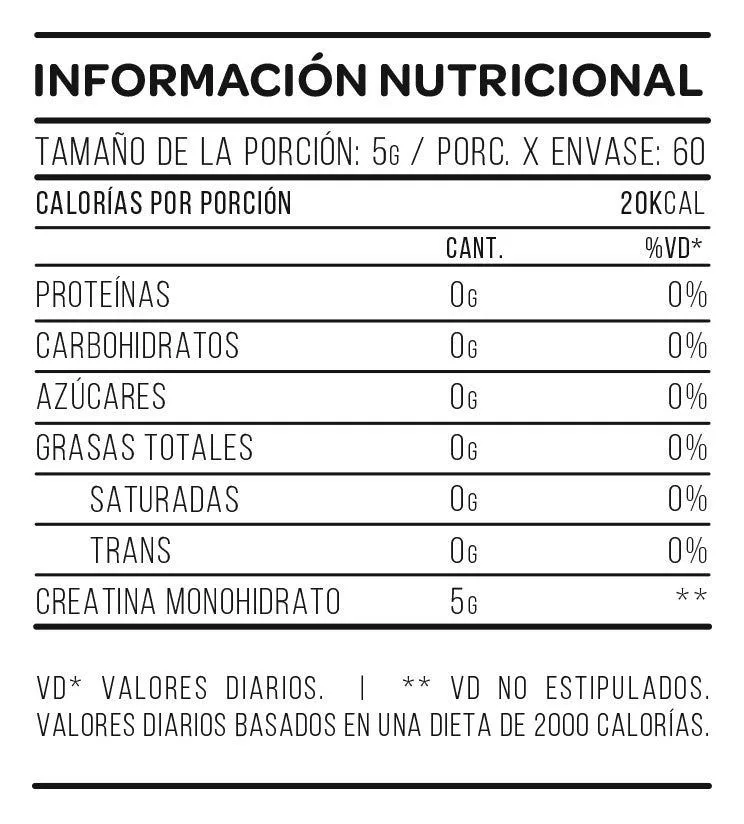 INFORMACIÓN NUTRICIONAL
TAMAÑO DE LA PORCIÓN: 5G / PORC. X ENVASE: 60
CALORÍAS POR PORCIÓN 20KCAL
CANT. %VD*
PROTEÍNAS 0G 0%
CARBOHIDRATOS 0G 0%
AZÚCARES 0G 0%
GRASAS TOTALES 0G 0%
SATURADAS 0G 0%
TRANS 0G 0%
CREATINA MONOHIDRATO 5G **
VD* VALORES DIARIOS. | ** VD NO ESTIPULADOS.
VALORES DIARIOS BASADOS EN UNA DIETA DE 2000 CALORÍAS.